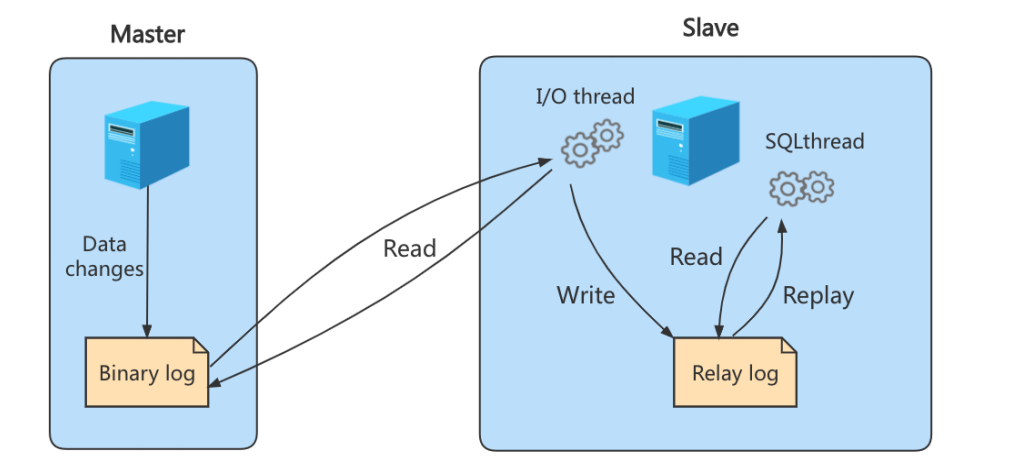 Master
Slave
I/O thread
SQLthread
Data
changes
Read
Read
Write
Replay
Binary log
Relay log